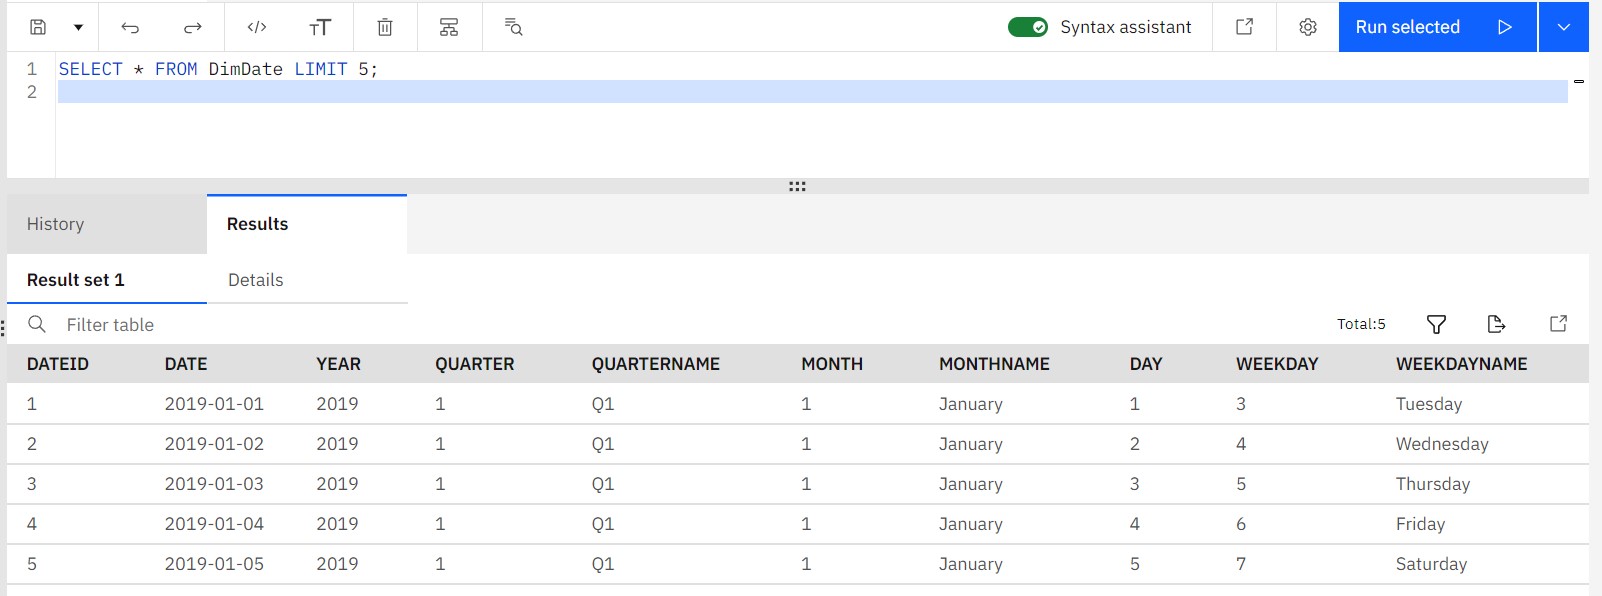 Syntax assistant Run selected
1 SELECT * FROM DimDate LIMIT 5;
2
History Results
Result set 1 Details
Filter table Total:5
DATEID DATE YEAR QUARTER QUARTERNAME MONTH MONTHNAME DAY WEEKDAY WEEKDAYNAME
1 2019-01-01 2019 1 Q1 1 January 1 3 Tuesday
2 2019-01-02 2019 1 Q1 1 January 2 4 Wednesday
3 2019-01-03 2019 1 Q1 1 January 3 5 Thursday
4 2019-01-04 2019 1 Q1 1 January 4 6 Friday
5 2019-01-05 2019 1 Q1 1 January 5 7 Saturday